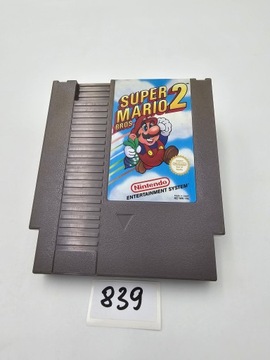 SUPER
MARIO 2
BROS
Nintendo
ENTERTAINMENT SYSTEM
839